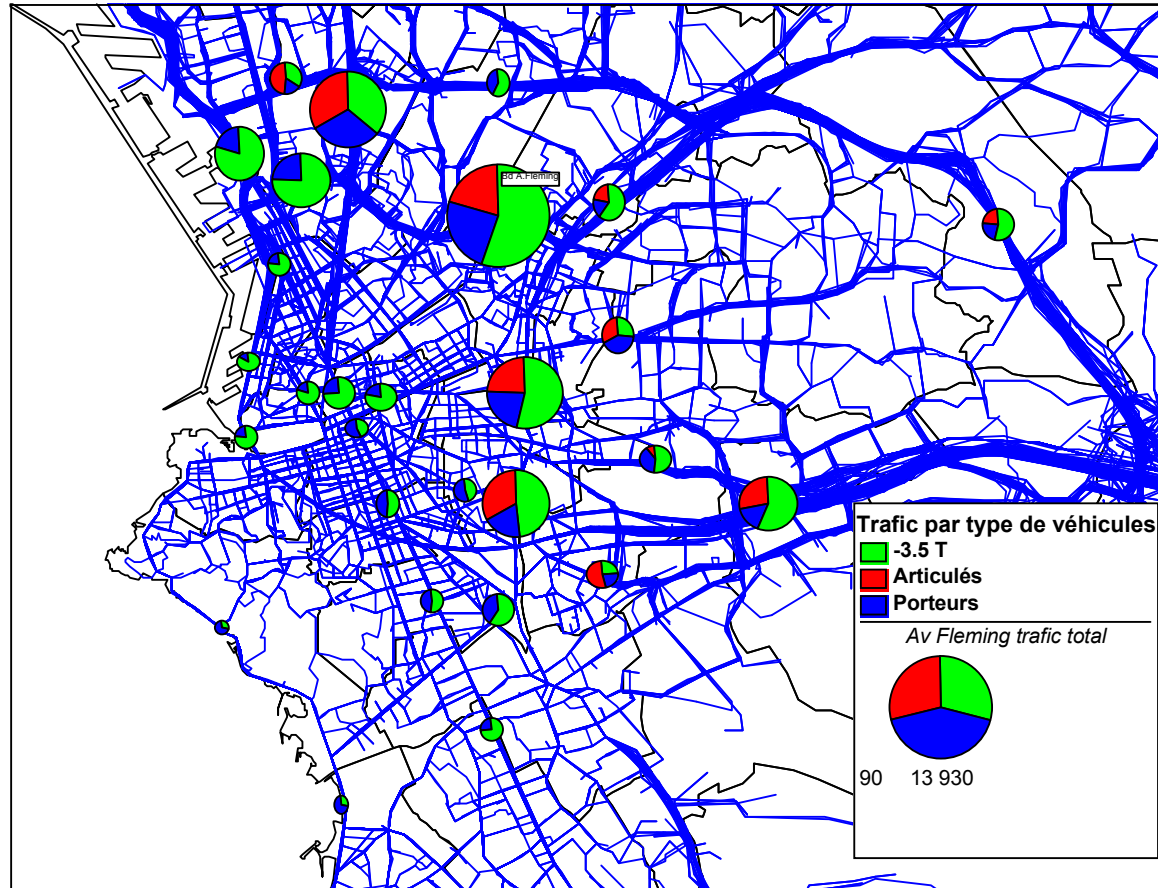 Bd A.Fleming
Trafic par type de véhicules
-3.5 T
Articulés
Porteurs
Av Fleming trafic total
90 13 930